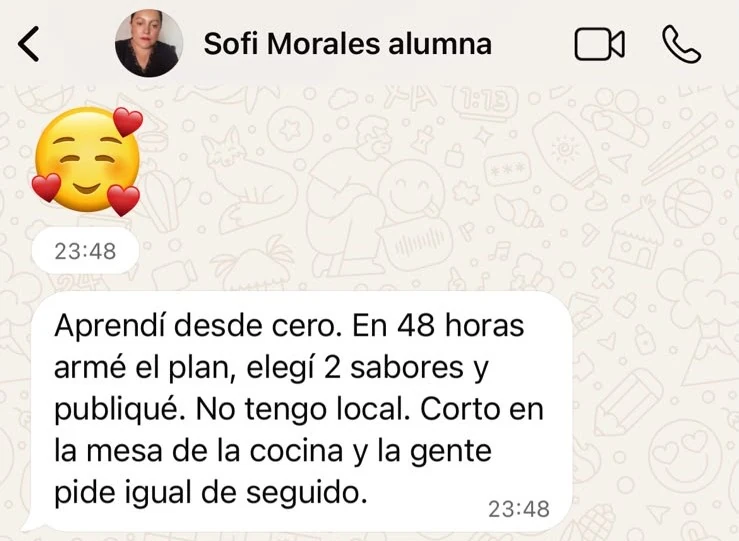 Sofi Morales alumna
🥰
23:48
Aprendí desde cero. En 48 horas
armé el plan, elegí 2 sabores y
publiqué. No tengo local. Corto en
la mesa de la cocina y la gente
pide igual de seguido.
23:48